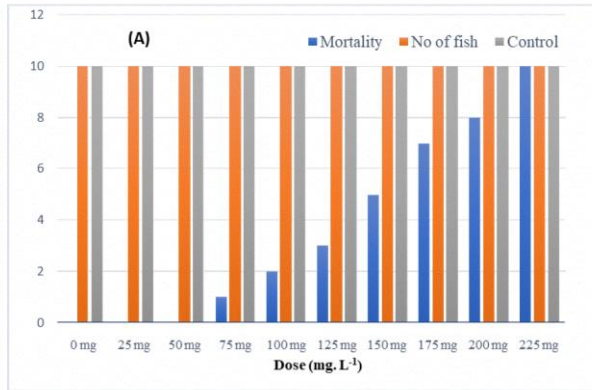 12
(A)
Mortality No of fish Control
10
8
6
4
2
0
0 mg 25 mg 50 mg 75 mg 100 mg 125 mg 150 mg 175 mg 200 mg 225 mg
Dose (mg. L-1)